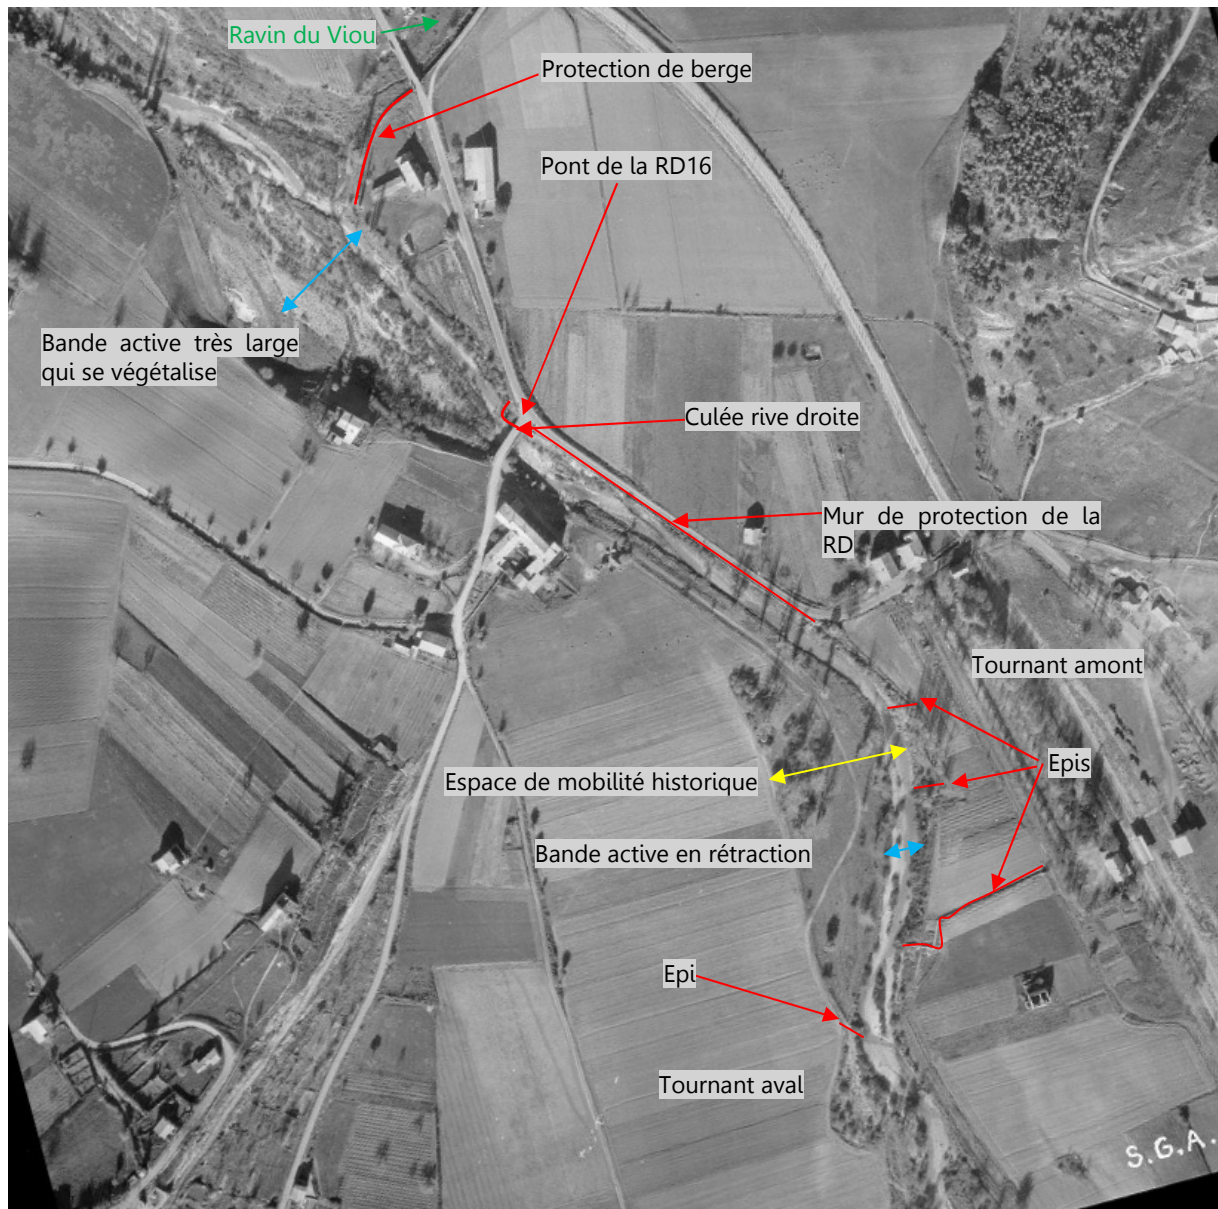 Ravin du Viou
Protection de berge
Pont de la RD16
Bande active très large
qui se végétalise
Culée rive droite
Mur de protection de la
RD
Tournant amont
Espace de mobilité historique
Epis
Bande active en rétraction
Epi
Tournant aval
S.G.A.